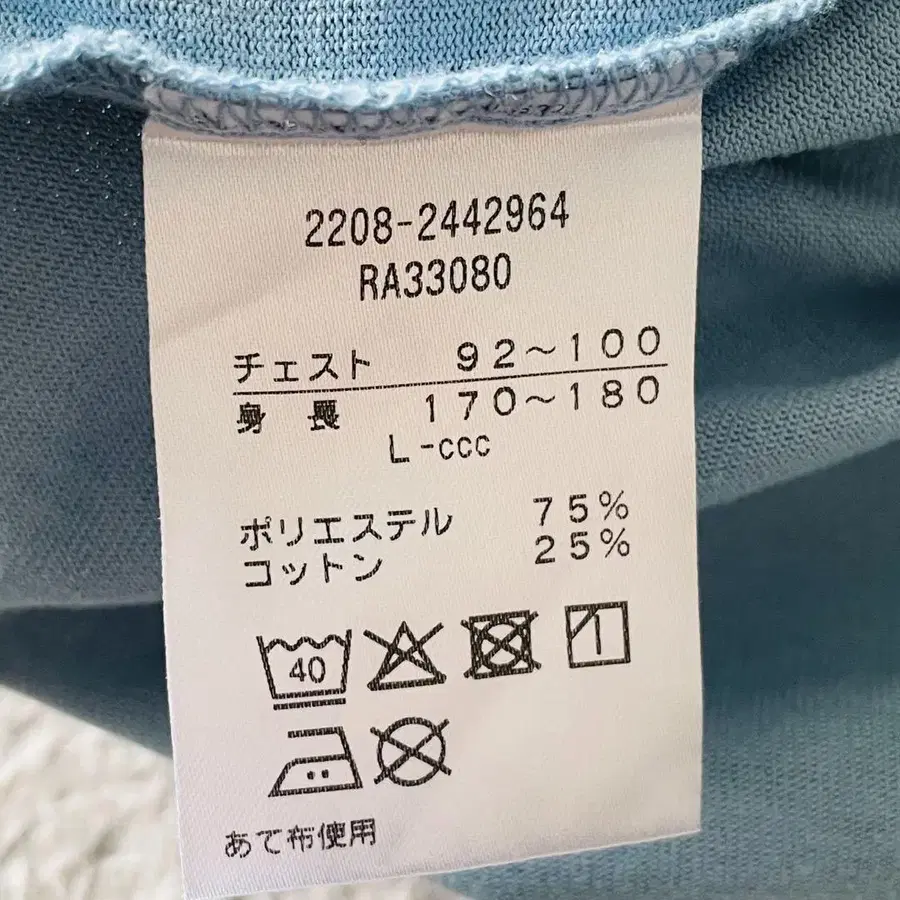 2208-2442964
RA33080
チェスト 92〜100
身長 170〜180
L-ccc
ポリエステル 75%
コットン 25%
40
あて布使用